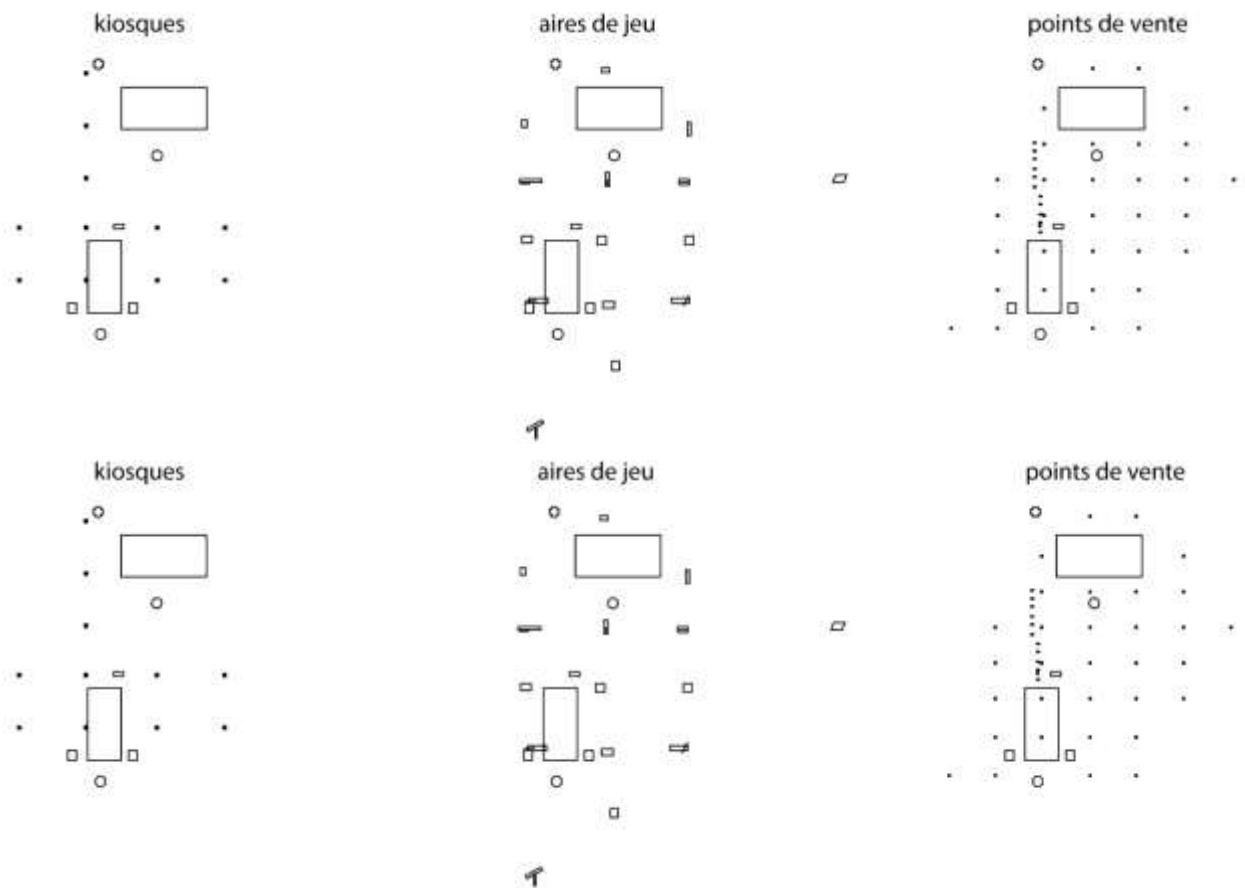 kiosques
aires de jeu
points de vente
kiosques
aires de jeu
points de vente